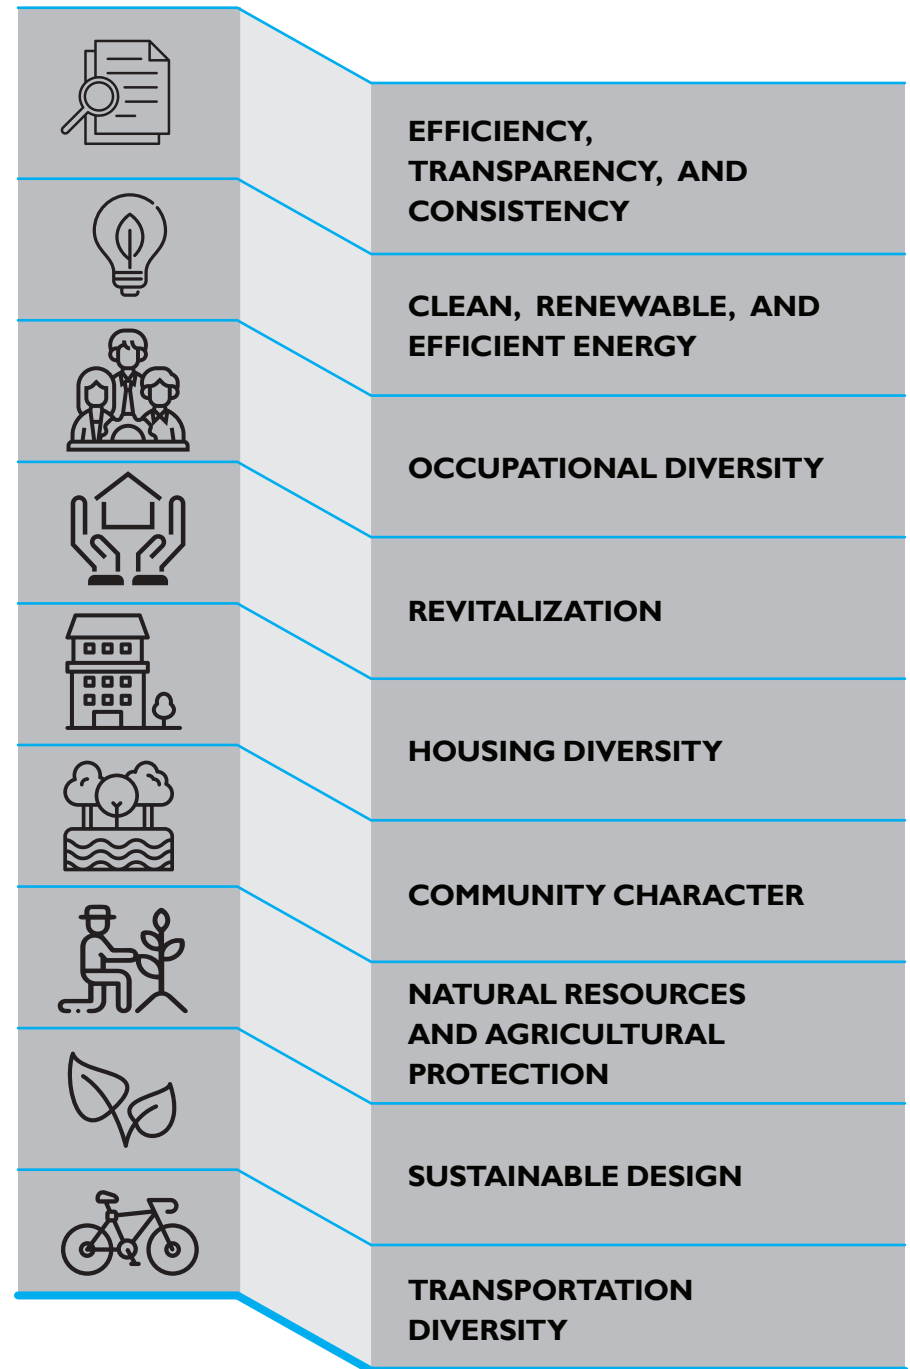 EFFICIENCY,
TRANSPARENCY, AND
CONSISTENCY
CLEAN, RENEWABLE, AND
EFFICIENT ENERGY
OCCUPATIONAL DIVERSITY
REVITALIZATION
HOUSING DIVERSITY
COMMUNITY CHARACTER
NATURAL RESOURCES
AND AGRICULTURAL
PROTECTION
SUSTAINABLE DESIGN
TRANSPORTATION
DIVERSITY